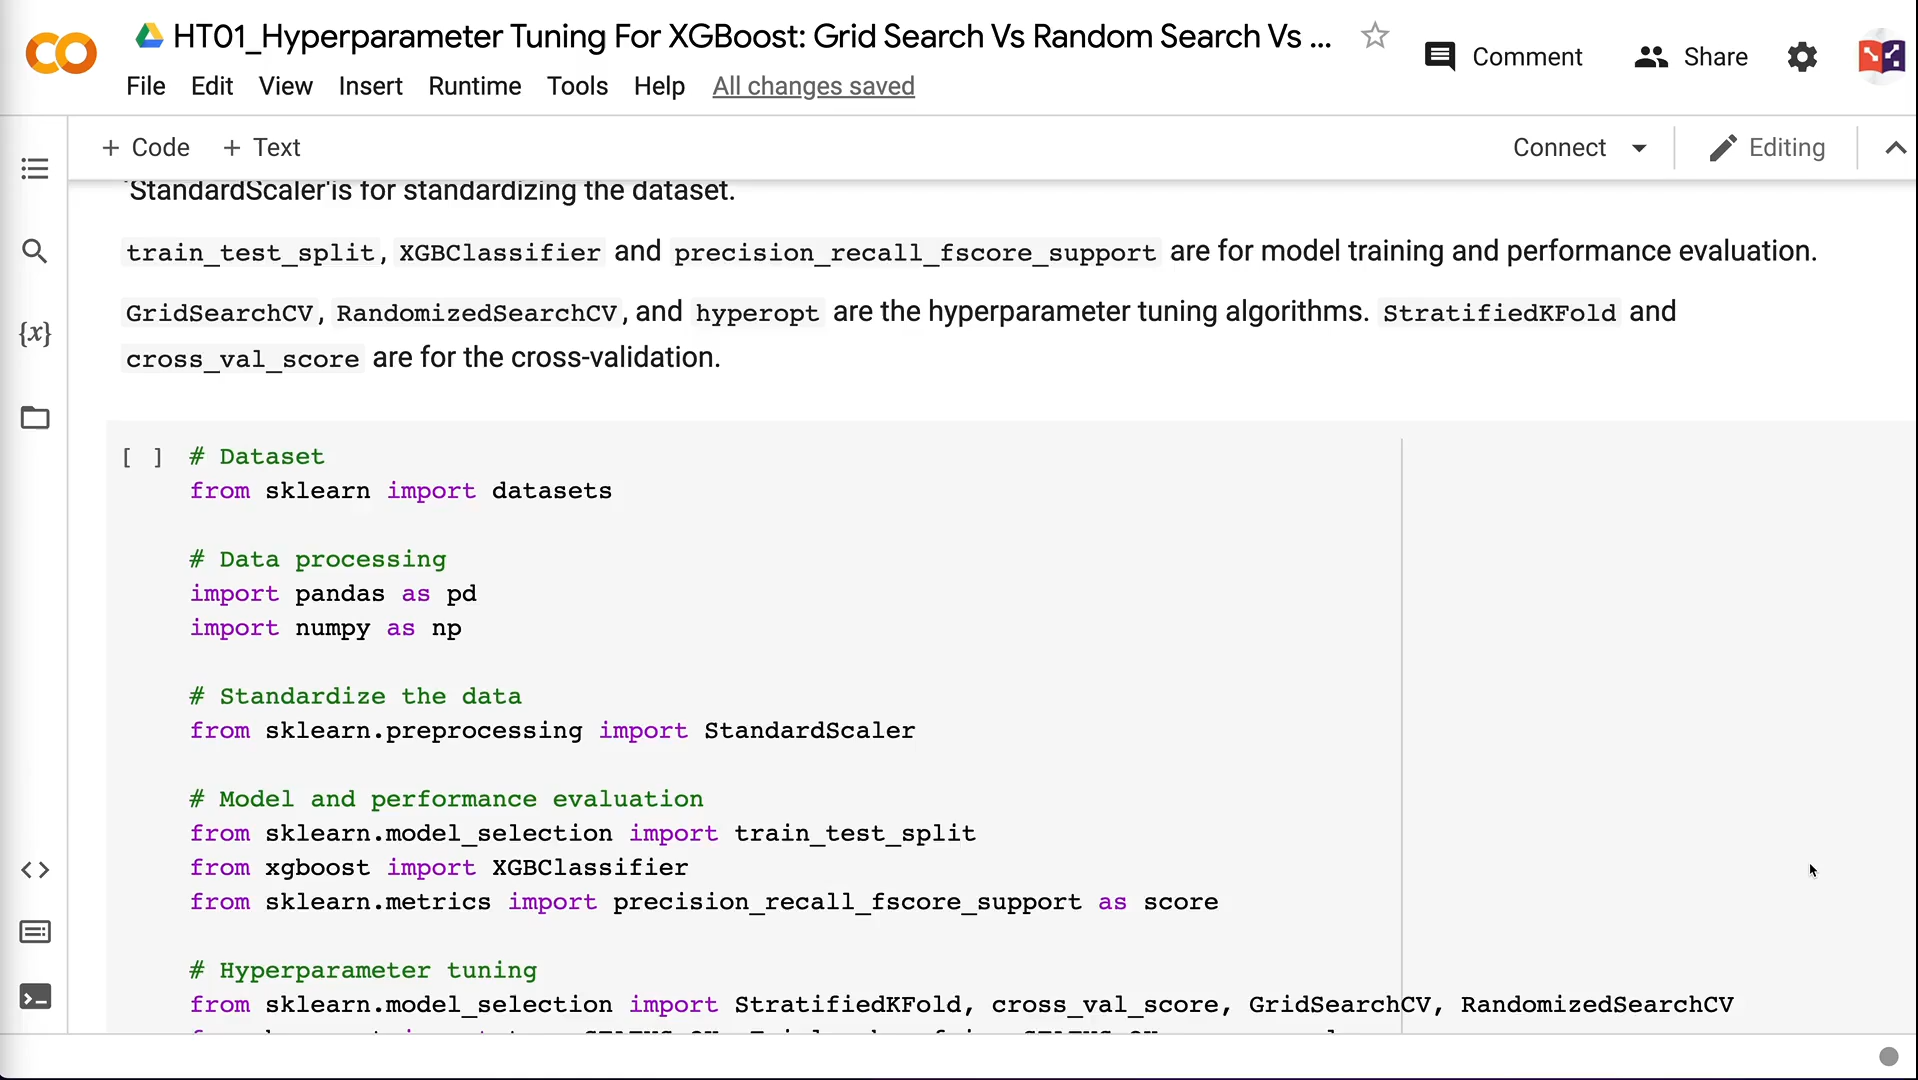 HT01_Hyperparameter Tuning For XGBoost: Grid Search Vs Random Search Vs ...
Comment
Share
File Edit View Insert Runtime Tools Help All changes saved
+ Code + Text
Connect
Editing
`StandardScaler'is for standardizing the dataset.
train_test_split, XGBClassifier and precision_recall_fscore_support are for model training and performance evaluation.
GridSearchCV, RandomizedSearchCV, and hyperopt are the hyperparameter tuning algorithms. StratifiedKFold and
cross_val_score are for the cross-validation.
{x}
[ ] # Dataset
from sklearn import datasets
# Data processing
import pandas as pd
import numpy as np
# Standardize the data
from sklearn.preprocessing import StandardScaler
# Model and performance evaluation
from sklearn.model_selection import train_test_split
from xgboost import XGBClassifier
from sklearn.metrics import precision_recall_fscore_support as score
# Hyperparameter tuning
from sklearn.model_selection import StratifiedKFold, cross_val_score, GridSearchCV, RandomizedSearchCV